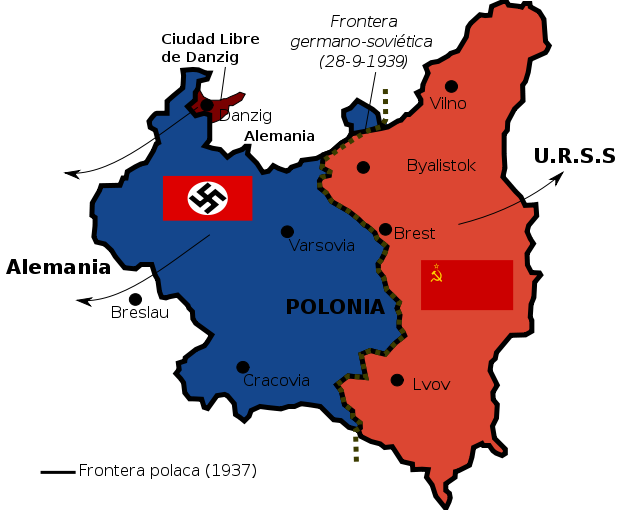 Frontera
germano-soviética
(28-9-1939)
Ciudad Libre
de Danzig
Danzig
Alemania
Vilno
Byalistok
U.R.S.S
Brest
Varsovia
Alemania
POLONIA
Breslau
Cracovia
Lvov
Frontera polaca (1937)